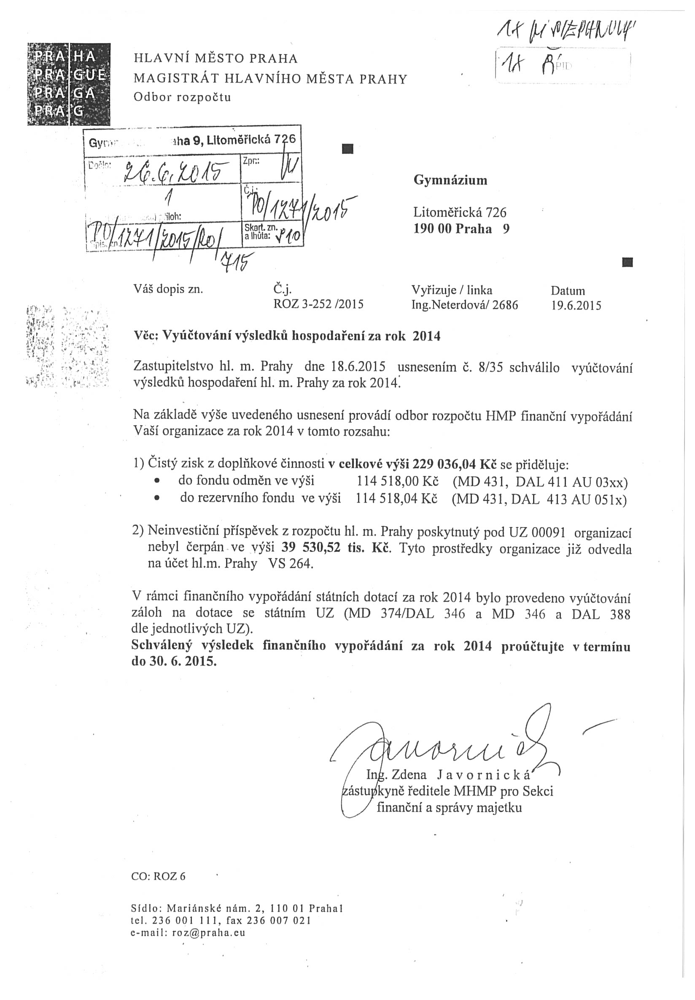 1x
1x Ř
PRA HA
PRA GUE
PRA GA
PRA G
HLAVNÍ MĚSTO PRAHA
MAGISTRÁT HLAVNÍHO MĚSTA PRAHY
Odbor rozpočtu
Praha 9, Litoměřická 726
Došlo: 26.6.2015
Zpr.:
1
Č.j.: PO/1271/2015
příloh:
PO/1271/2015/Ro/
715
Spis. zn.
Skart. zn.
a lhůta: S10
Gymnázium
Litoměřická 726
190 00 Praha 9
Váš dopis zn. Č.j. Vyřizuje / linka Datum
ROZ 3-252 /2015 Ing.Neterdová/ 2686 19.6.2015
Věc: Vyúčtování výsledků hospodaření za rok 2014
Zastupitelstvo hl. m. Prahy dne 18.6.2015 usnesením č. 8/35 schválilo vyúčtování
výsledků hospodaření hl. m. Prahy za rok 2014.
Na základě výše uvedeného usnesení provádí odbor rozpočtu HMP finanční vypořádání
Vaší organizace za rok 2014 v tomto rozsahu:
1) Čistý zisk z doplňkové činnosti v celkové výši 229 036,04 Kč se přiděluje:
• do fondu odměn ve výši 114 518,00 Kč (MD 431, DAL 411 AU 03xx)
• do rezervního fondu ve výši 114 518,04 Kč (MD 431, DAL 413 AU 051x)
2) Neinvestiční příspěvek z rozpočtu hl. m. Prahy poskytnutý pod UZ 00091 organizací
nebyl čerpán ve výši 39 530,52 tis. Kč. Tyto prostředky organizace již odvedla
na účet hl.m. Prahy VS 264.
V rámci finančního vypořádání státních dotací za rok 2014 bylo provedeno vyúčtování
záloh na dotace se státním UZ (MD 374/DAL 346 a MD 346 a DAL 388
dle jednotlivých UZ).
Schválený výsledek finančního vypořádání za rok 2014 proúčtujte v termínu
do 30. 6. 2015.
Ing. Zdena Javornická
zástupkyně ředitele MHMP pro Sekci
finanční a správy majetku
CO: ROZ 6
Sídlo: Mariánské nám. 2, 110 01 Praha1
tel. 236 001 111, fax 236 007 021
e-mail: roz@praha.eu